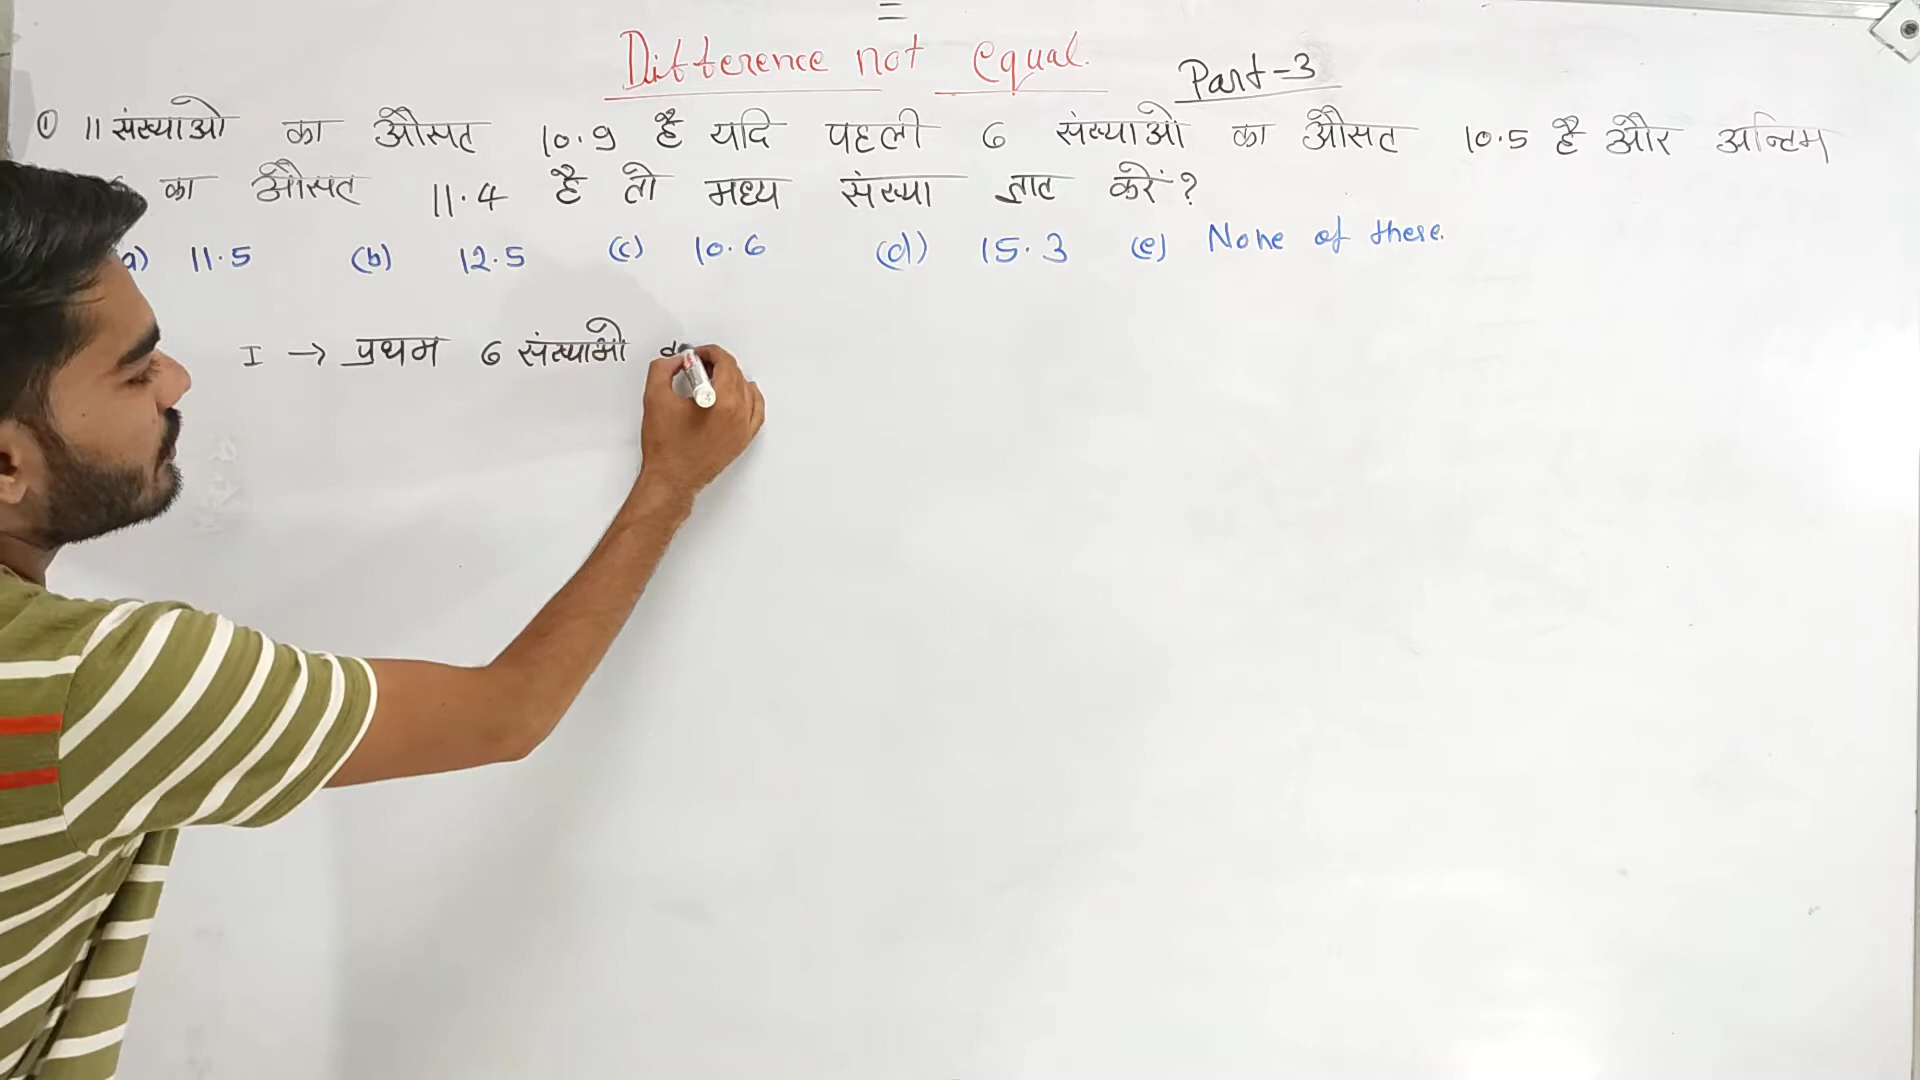 Difference not equal. Part-3
① 11 संख्याओं का औसत 10.9 है यदि पहली 6 संख्याओं का औसत 10.5 है और अन्तिम
का औसत 11.4 है तो मध्य संख्या ज्ञात करें?
a) 11.5 (b) 12.5 (c) 10.6 (d) 15.3 (e) None of these.
I → प्रथम 6 संख्याओं